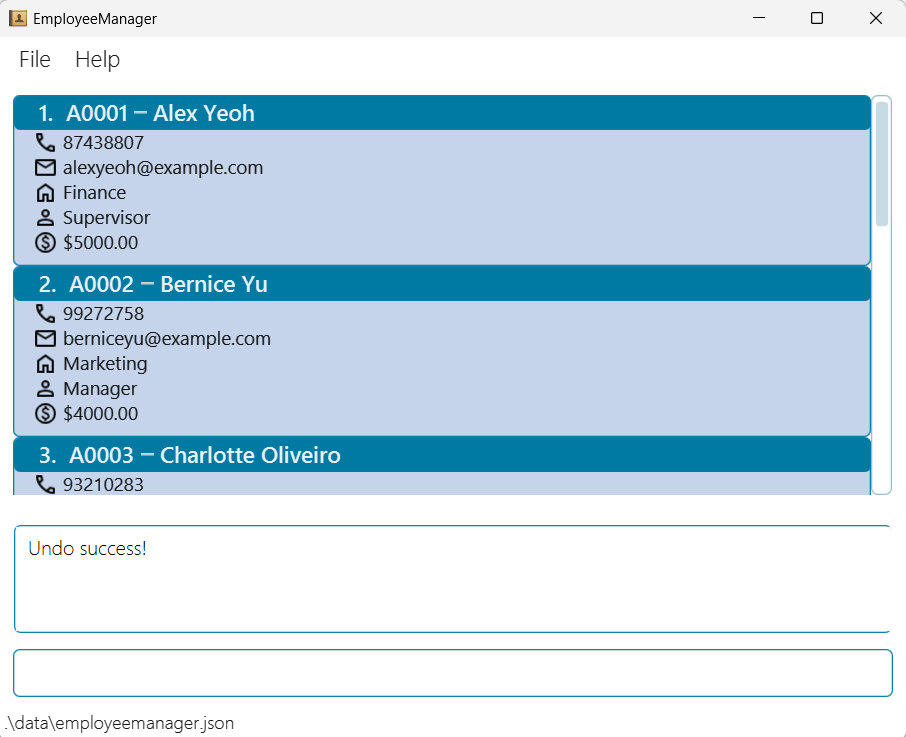 EmployeeManager
File Help
1. A0001 – Alex Yeoh
87438807
alexyeoh@example.com
Finance
Supervisor
$5000.00
2. A0002 – Bernice Yu
99272758
berniceyu@example.com
Marketing
Manager
$4000.00
3. A0003 – Charlotte Oliveiro
93210283
Undo success!
.\data\employeemanager.json